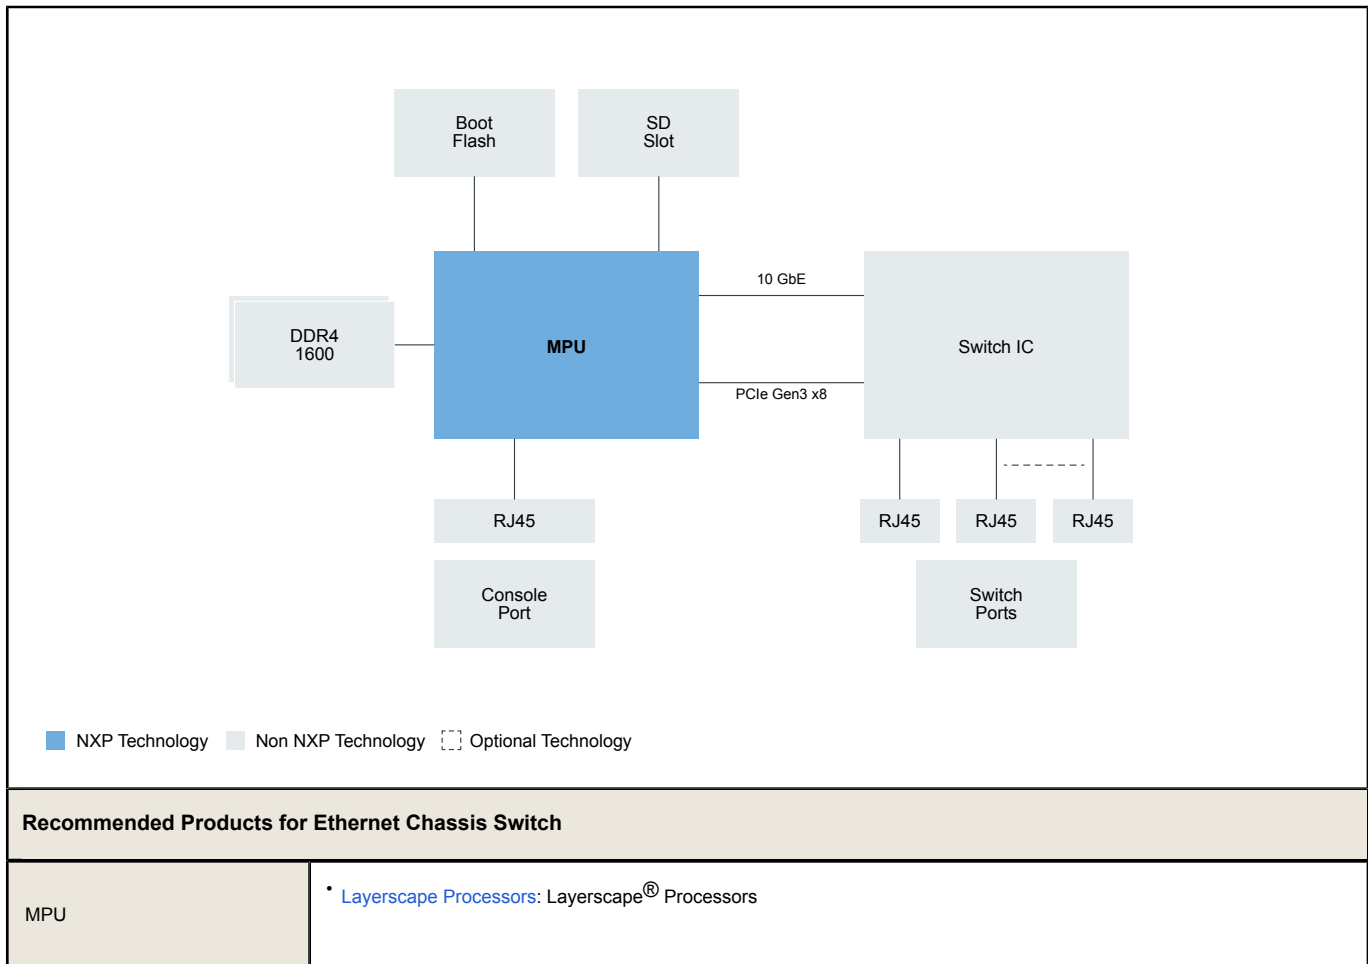 Boot
Flash
SD
Slot
10 GbE
DDR4
1600
MPU
Switch IC
PCIe Gen3 x8
RJ45
RJ45
RJ45
RJ45
Console
Port
Switch
Ports
NXP Technology
Non NXP Technology
Optional Technology
Recommended Products for Ethernet Chassis Switch
MPU
• Layerscape Processors: Layerscape® Processors